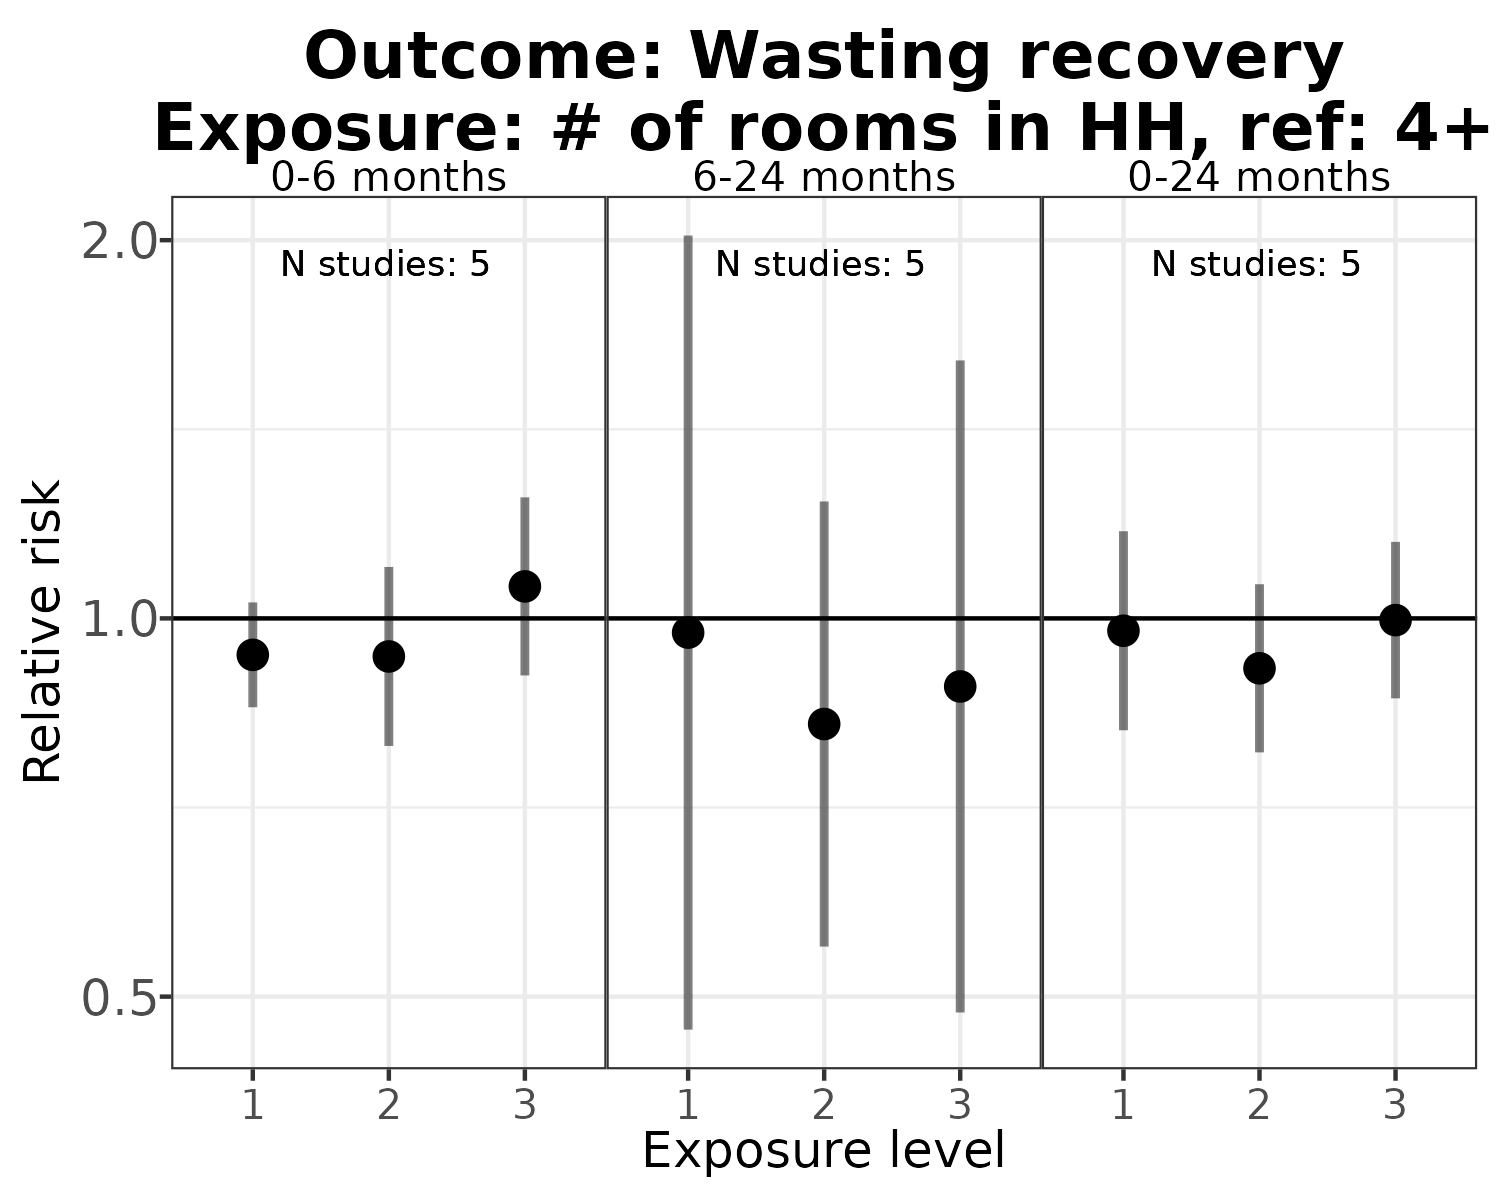 Outcome: Wasting recovery
Exposure: # of rooms in HH, ref: 4+
0-6 months
6-24 months
0-24 months
N studies: 5
N studies: 5
N studies: 5
2.0
1.0
0.5
Relative risk
1 2 3
1 2 3
1 2 3
Exposure level